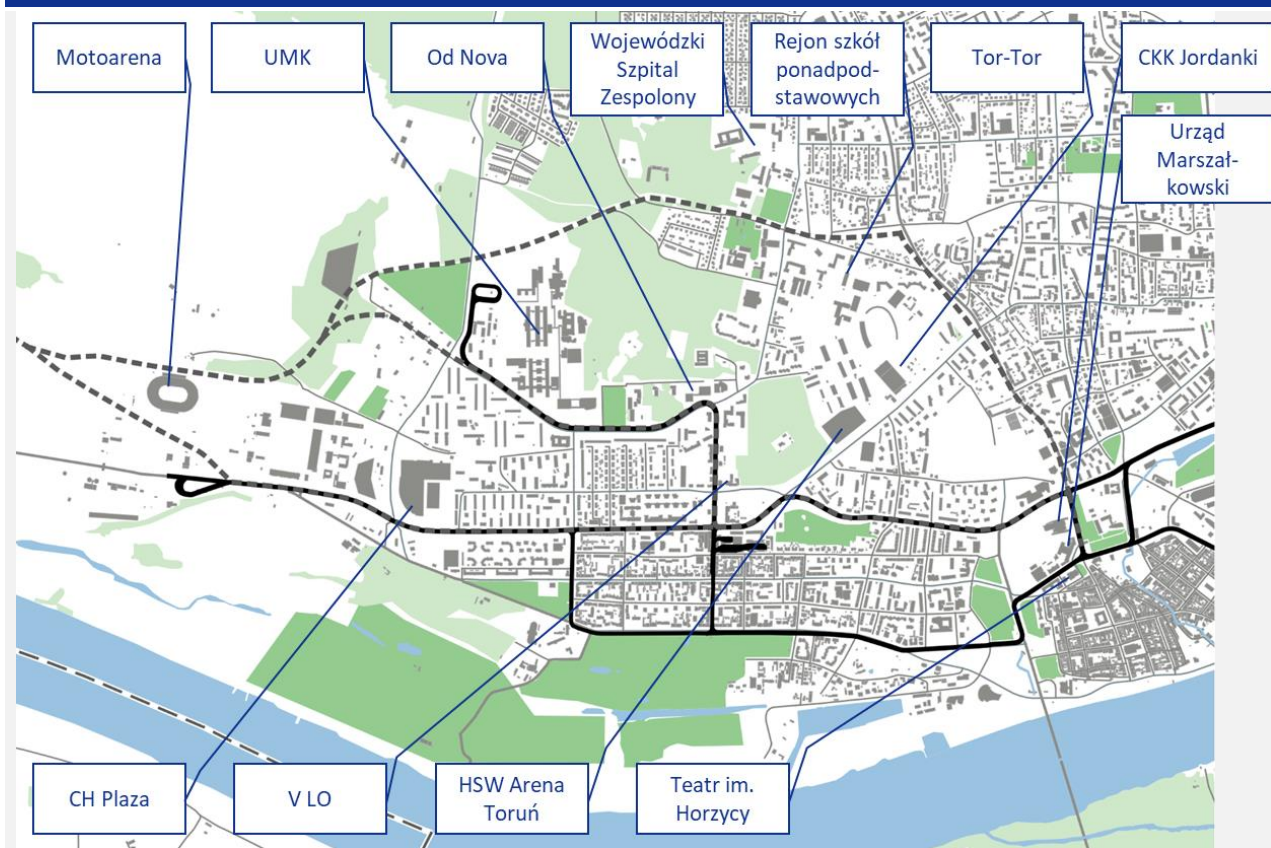 Motoarena
UMK
Od Nova
Wojewódzki
Szpital
Zespolony
Rejon szkół
ponadpod-
stawowych
Tor-Tor
CKK Jordanki
Urząd
Marszał-
kowski
CH Plaza
V LO
HSW Arena
Toruń
Teatr im.
Horzycy